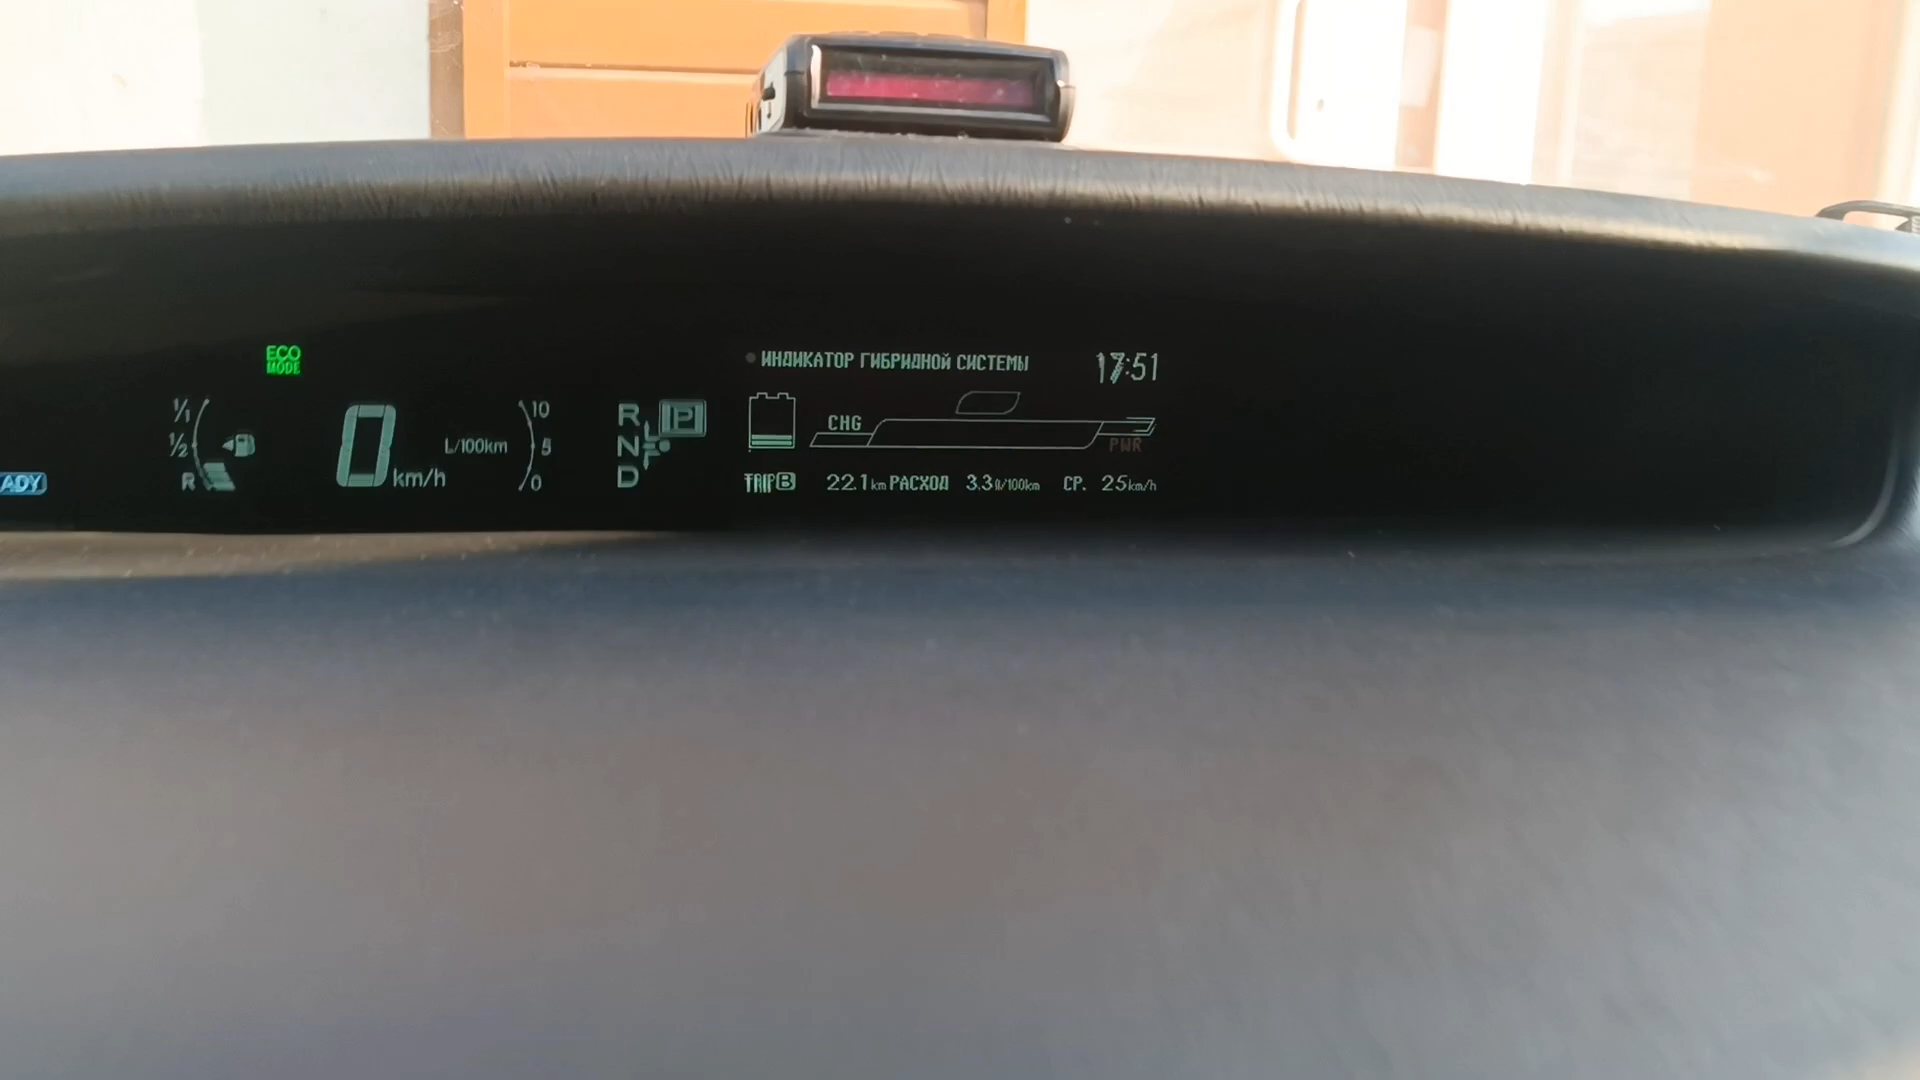 ECO
MODE
1/1
1/2
R
ADY
0 km/h
L/100km
10
5
0
R
N
D
P
ИНДИКАТОР ГИБРИДНОЙ СИСТЕМЫ
17:51
CHG
PWR
TRIP B 22.1 km РАСХОД 3.3 ℓ/100km СР. 25 km/h